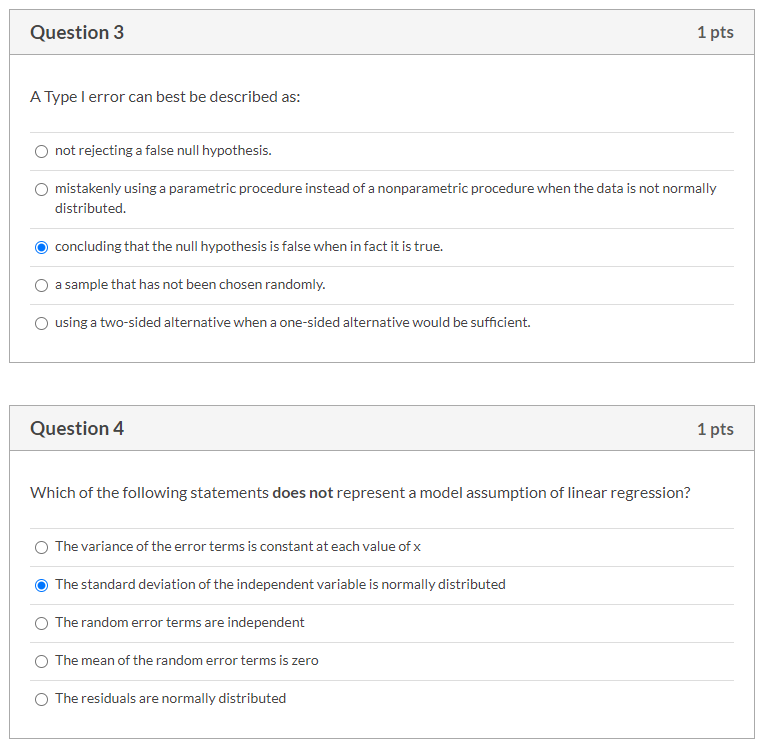 Question 3
1 pts
A Type I error can best be described as:
not rejecting a false null hypothesis.
mistakenly using a parametric procedure instead of a nonparametric procedure when the data is not normally
distributed.
concluding that the null hypothesis is false when in fact it is true.
a sample that has not been chosen randomly.
using a two-sided alternative when a one-sided alternative would be sufficient.
Question 4
1 pts
Which of the following statements does not represent a model assumption of linear regression?
The variance of the error terms is constant at each value of x
The standard deviation of the independent variable is normally distributed
The random error terms are independent
The mean of the random error terms is zero
The residuals are normally distributed